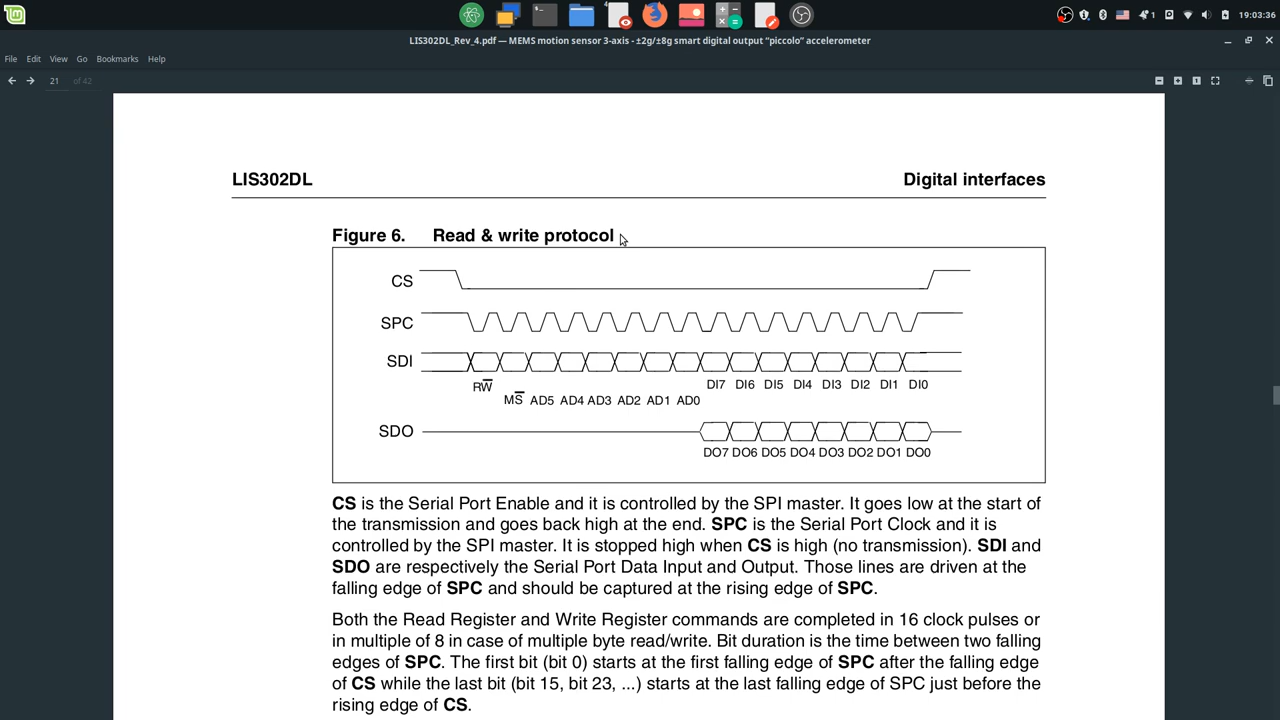 19:03:36
LIS302DL_Rev_4.pdf — MEMS motion sensor 3-axis - ±2g/±8g smart digital output “piccolo” accelerometer
File Edit View Go Bookmarks Help
21 of 42
LIS302DL Digital interfaces
Figure 6. Read & write protocol
CS
SPC
SDI
RW DI7 DI6 DI5 DI4 DI3 DI2 DI1 DI0
MS AD5 AD4 AD3 AD2 AD1 AD0
SDO
DO7 DO6 DO5 DO4 DO3 DO2 DO1 DO0
CS is the Serial Port Enable and it is controlled by the SPI master. It goes low at the start of
the transmission and goes back high at the end. SPC is the Serial Port Clock and it is
controlled by the SPI master. It is stopped high when CS is high (no transmission). SDI and
SDO are respectively the Serial Port Data Input and Output. Those lines are driven at the
falling edge of SPC and should be captured at the rising edge of SPC.
Both the Read Register and Write Register commands are completed in 16 clock pulses or
in multiple of 8 in case of multiple byte read/write. Bit duration is the time between two falling
edges of SPC. The first bit (bit 0) starts at the first falling edge of SPC after the falling edge
of CS while the last bit (bit 15, bit 23, ...) starts at the last falling edge of SPC just before the
rising edge of CS.